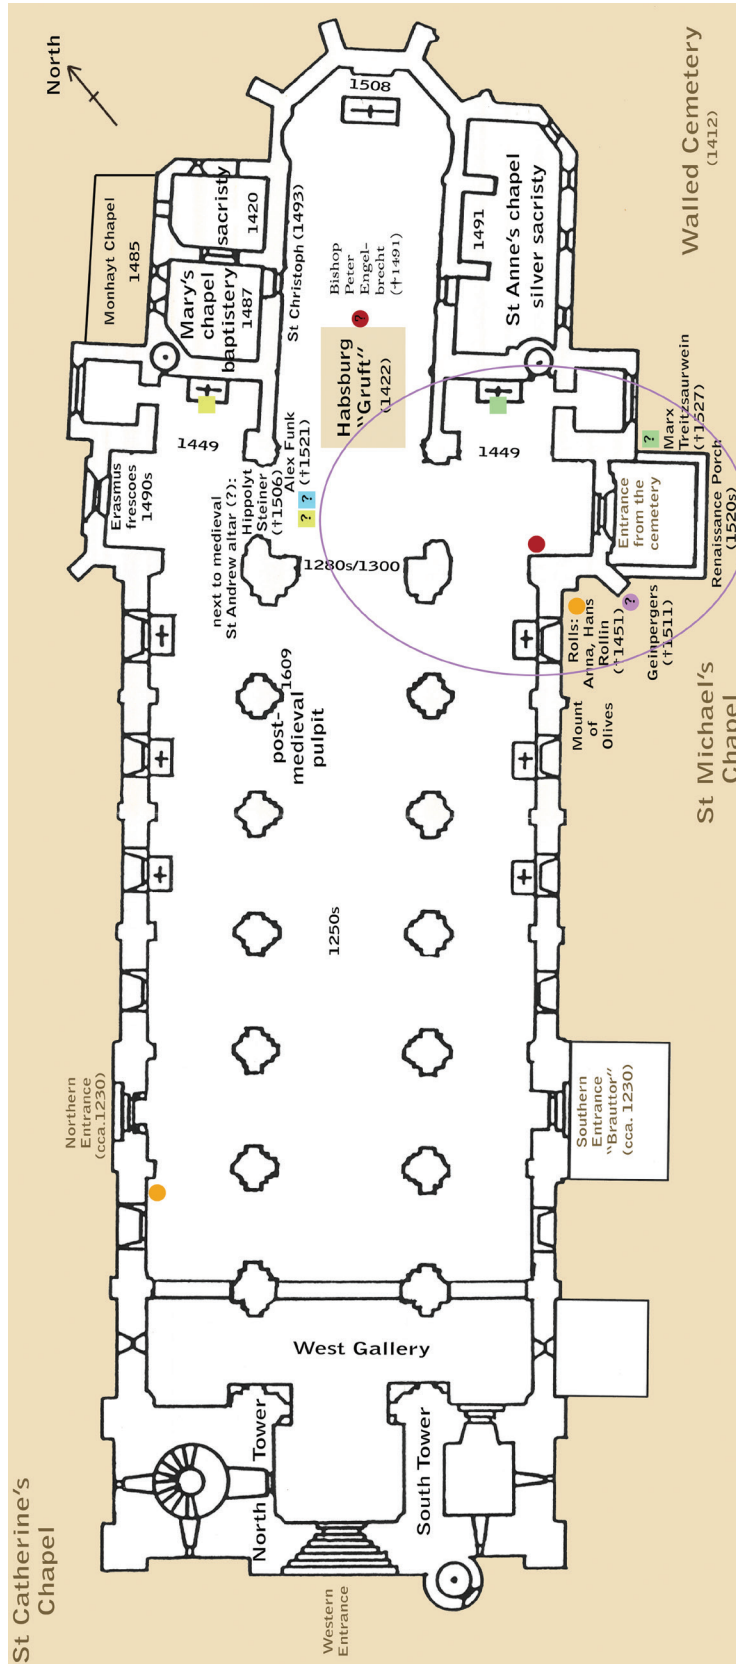 North
1508
Walled Cemetery
(1412)
Monhayt Chapel
1485
sacristy
1420
Mary's
chapel
baptistery
1487
St Christoph (1493)
Bishop
Peter
Engel-
brecht
(†1491)
?
1491
St Anne's chapel
silver sacristy
Habsburg
"Gruft"
(1422)
1449
1449
Erasmus
frescoes
1490s
next to medieval
St Andrew altar (?):
Hippolyt
Steiner
(†1506)
Alex Funk
(†1521)
? ?
?
Marx
Treitzsaurwein
(†1527)
Entrance
from the
cemetery
Renaissance Porch
(1520s)
1280s/1300
Rolls:
Anna, Hans
Rollin
(†1451)
?
Geinpergers
(†1511)
Mount
of
Olives
St Michael's
Chapel
1609
post-
medieval
pulpit
1250s
Northern
Entrance
(cca.1230)
Southern
Entrance
"Brauttor"
(cca. 1230)
West Gallery
North Tower
South Tower
Western
Entrance
St Catherine's
Chapel